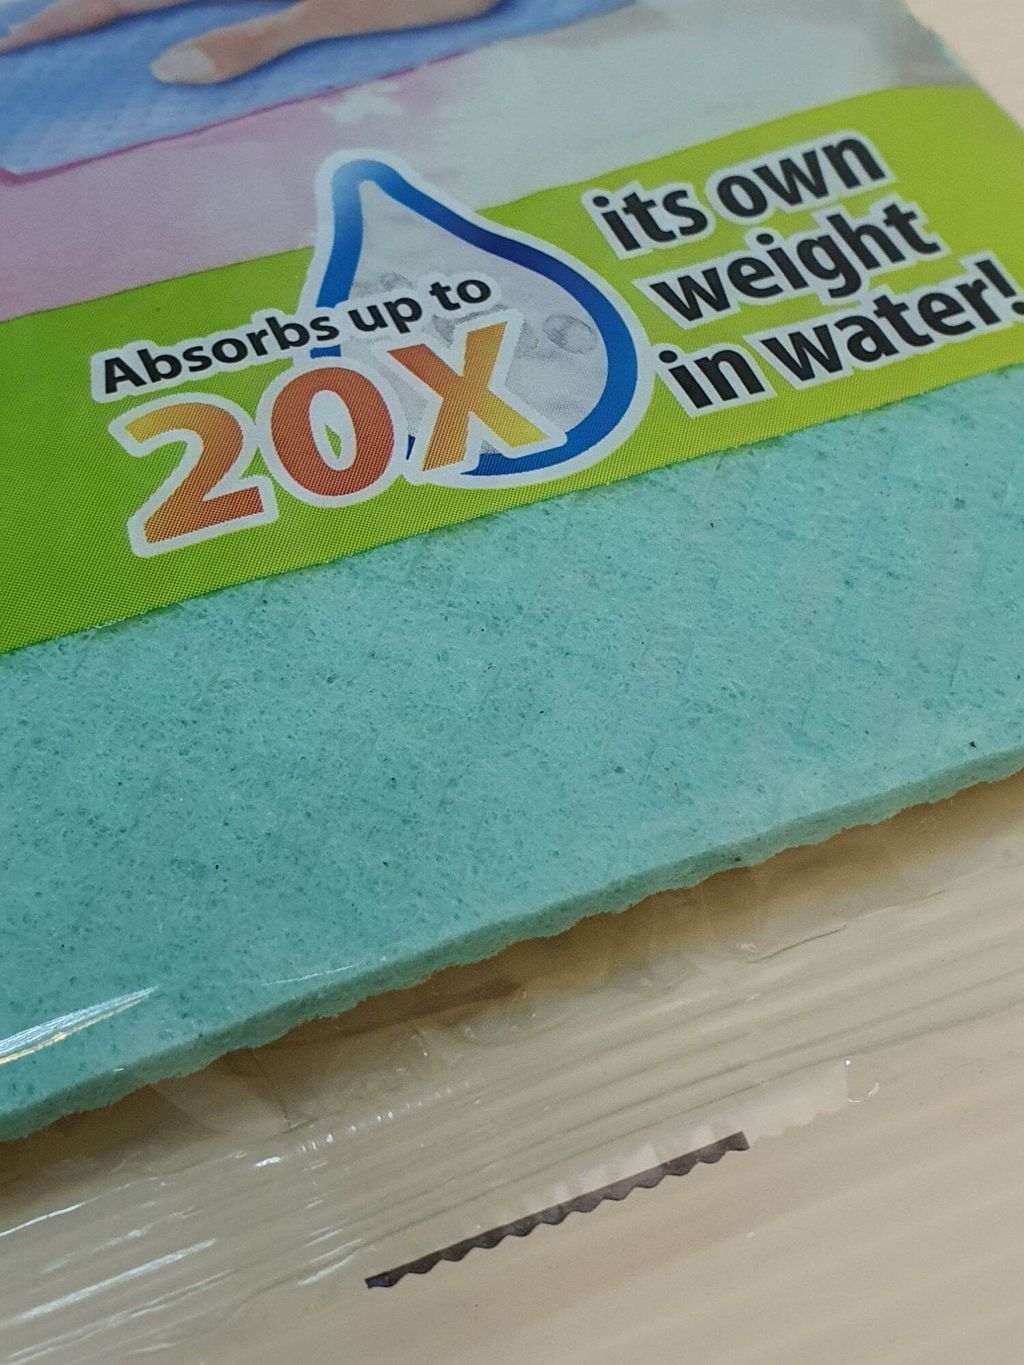 Absorbs up to
20X
its own
weight
in water!